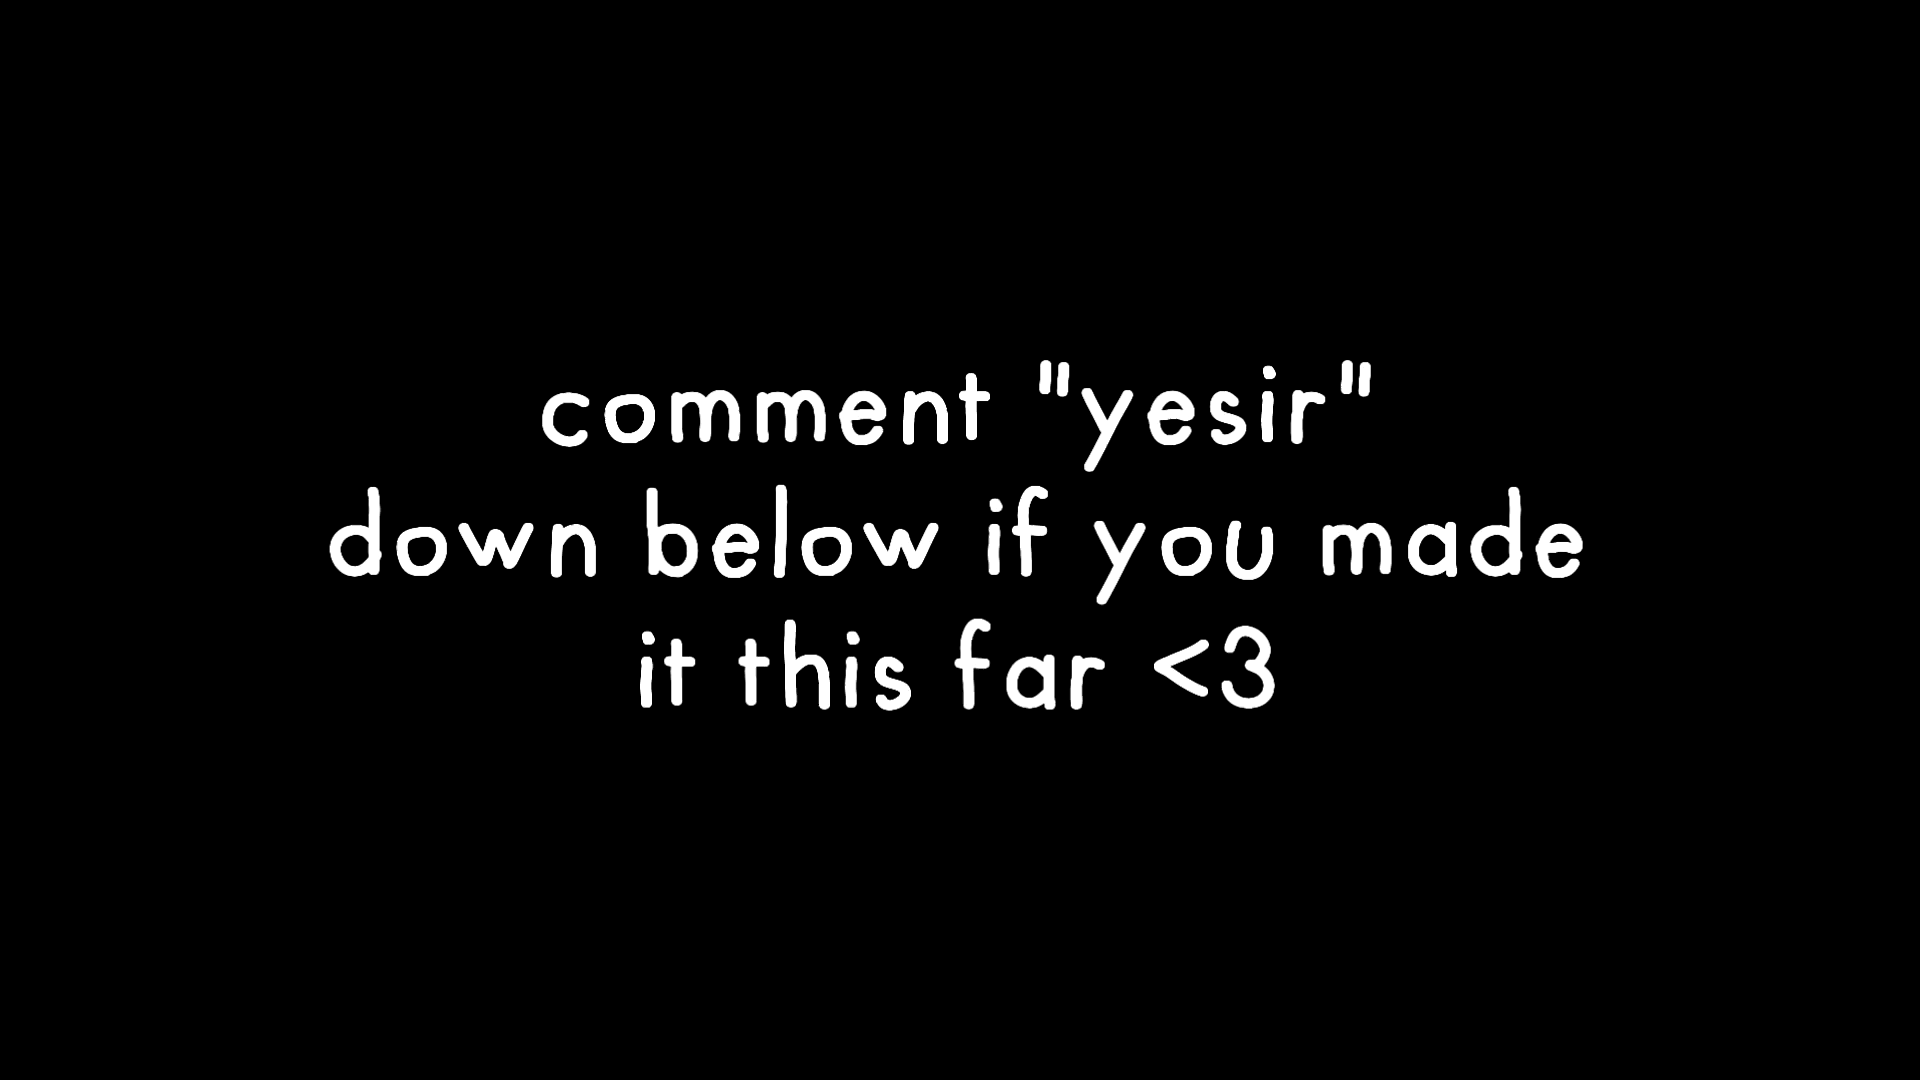 comment "yesir"
down below if you made
it this far <3